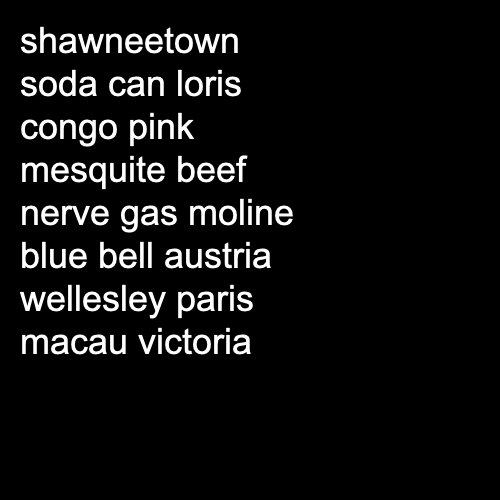 shawneetown
soda can loris
congo pink
mesquite beef
nerve gas moline
blue bell austria
wellesley paris
macau victoria